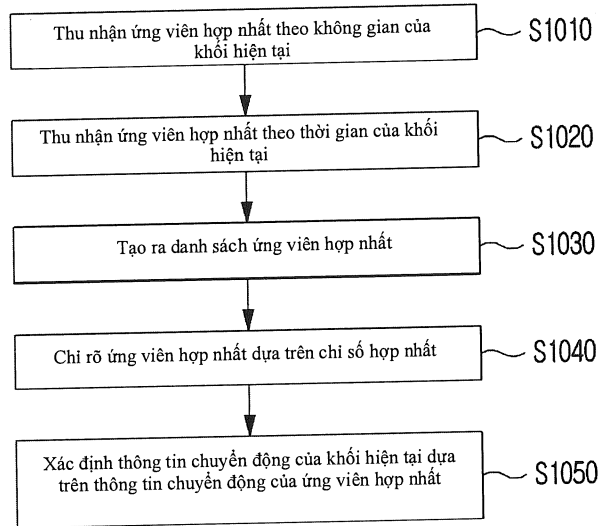 Thu nhận ứng viên hợp nhất theo không gian của
khối hiện tại
S1010
Thu nhận ứng viên hợp nhất theo thời gian của khối
hiện tại
S1020
Tạo ra danh sách ứng viên hợp nhất
S1030
Chỉ rõ ứng viên hợp nhất dựa trên chỉ số hợp nhất
S1040
Xác định thông tin chuyển động của khối hiện tại dựa
trên thông tin chuyển động của ứng viên hợp nhất
S1050